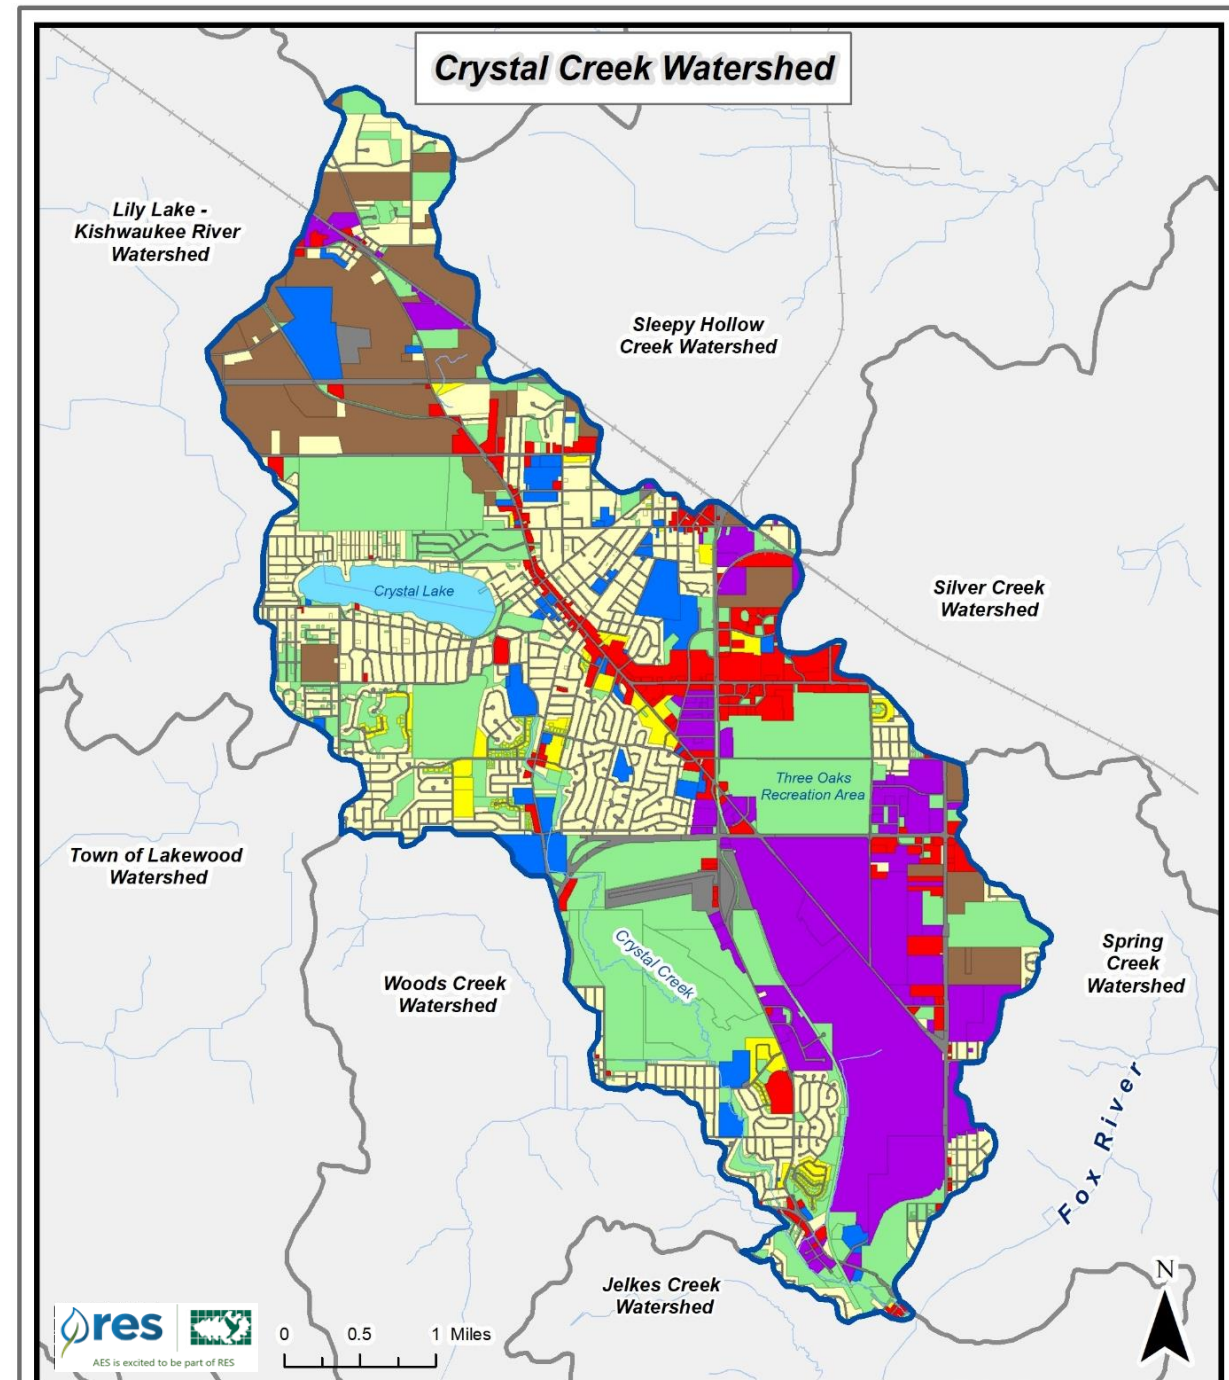 Crystal Creek Watershed
Lily Lake -
Kishwaukee River
Watershed
Sleepy Hollow
Creek Watershed
Crystal Lake
Silver Creek
Watershed
Three Oaks
Recreation Area
Town of Lakewood
Watershed
Crystal Creek
Woods Creek
Watershed
Spring
Creek
Watershed
Fox River
Jelkes Creek
Watershed
N
res
AES is excited to be part of RES
0 0.5 1 Miles